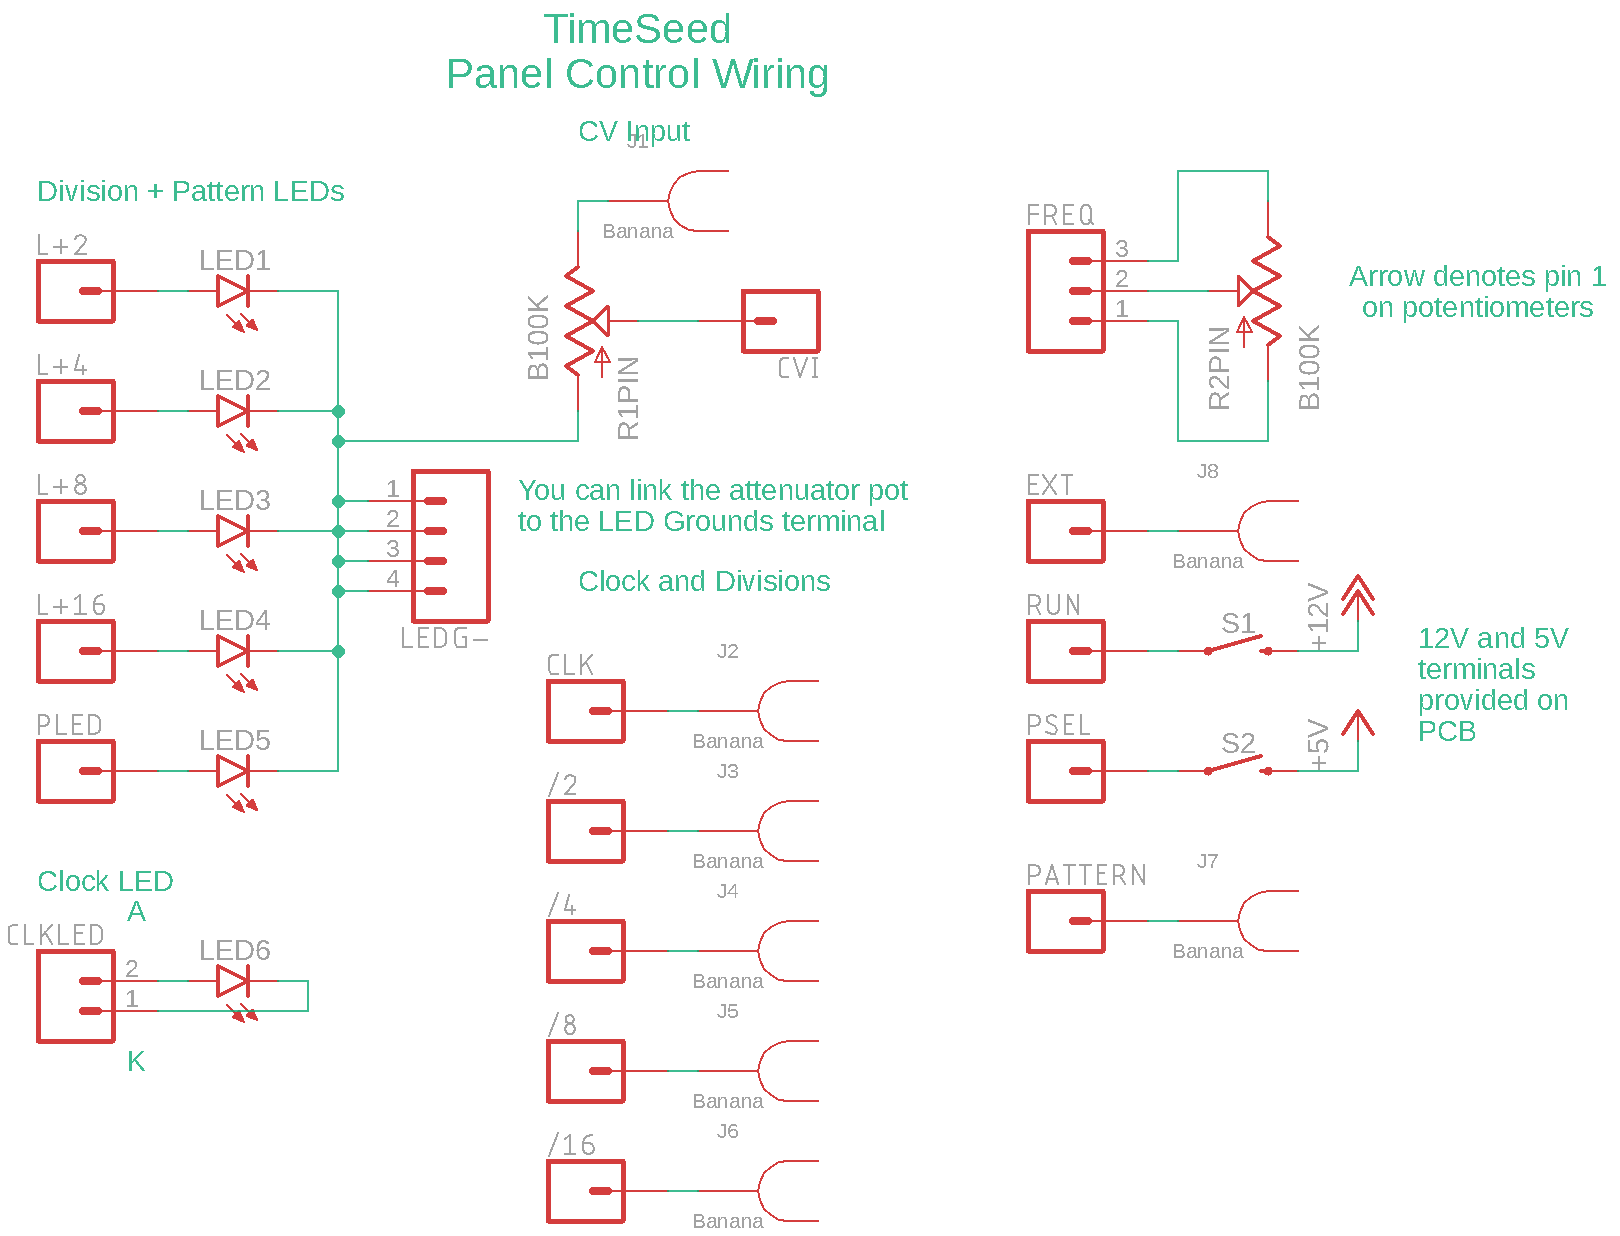 TimeSeed
Panel Control Wiring
CV Input
J1
Banana
B100K
R1PIN
CVI
Division + Pattern LEDs
L+2
LED1
L+4
LED2
L+8
LED3
L+16
LED4
PLED
LED5
1
2
3
4
LEDG-
You can link the attenuator pot
to the LED Grounds terminal
Clock LED
A
CLKLED
2
1
LED6
K
Clock and Divisions
J2
CLK
Banana
J3
/2
Banana
J4
/4
Banana
J5
/8
Banana
J6
/16
Banana
FREQ
3
2
1
R2PIN
B100K
Arrow denotes pin 1
on potentiometers
J8
EXT
Banana
RUN
S1
+12V
PSEL
S2
+5V
12V and 5V
terminals
provided on
PCB
J7
PATTERN
Banana